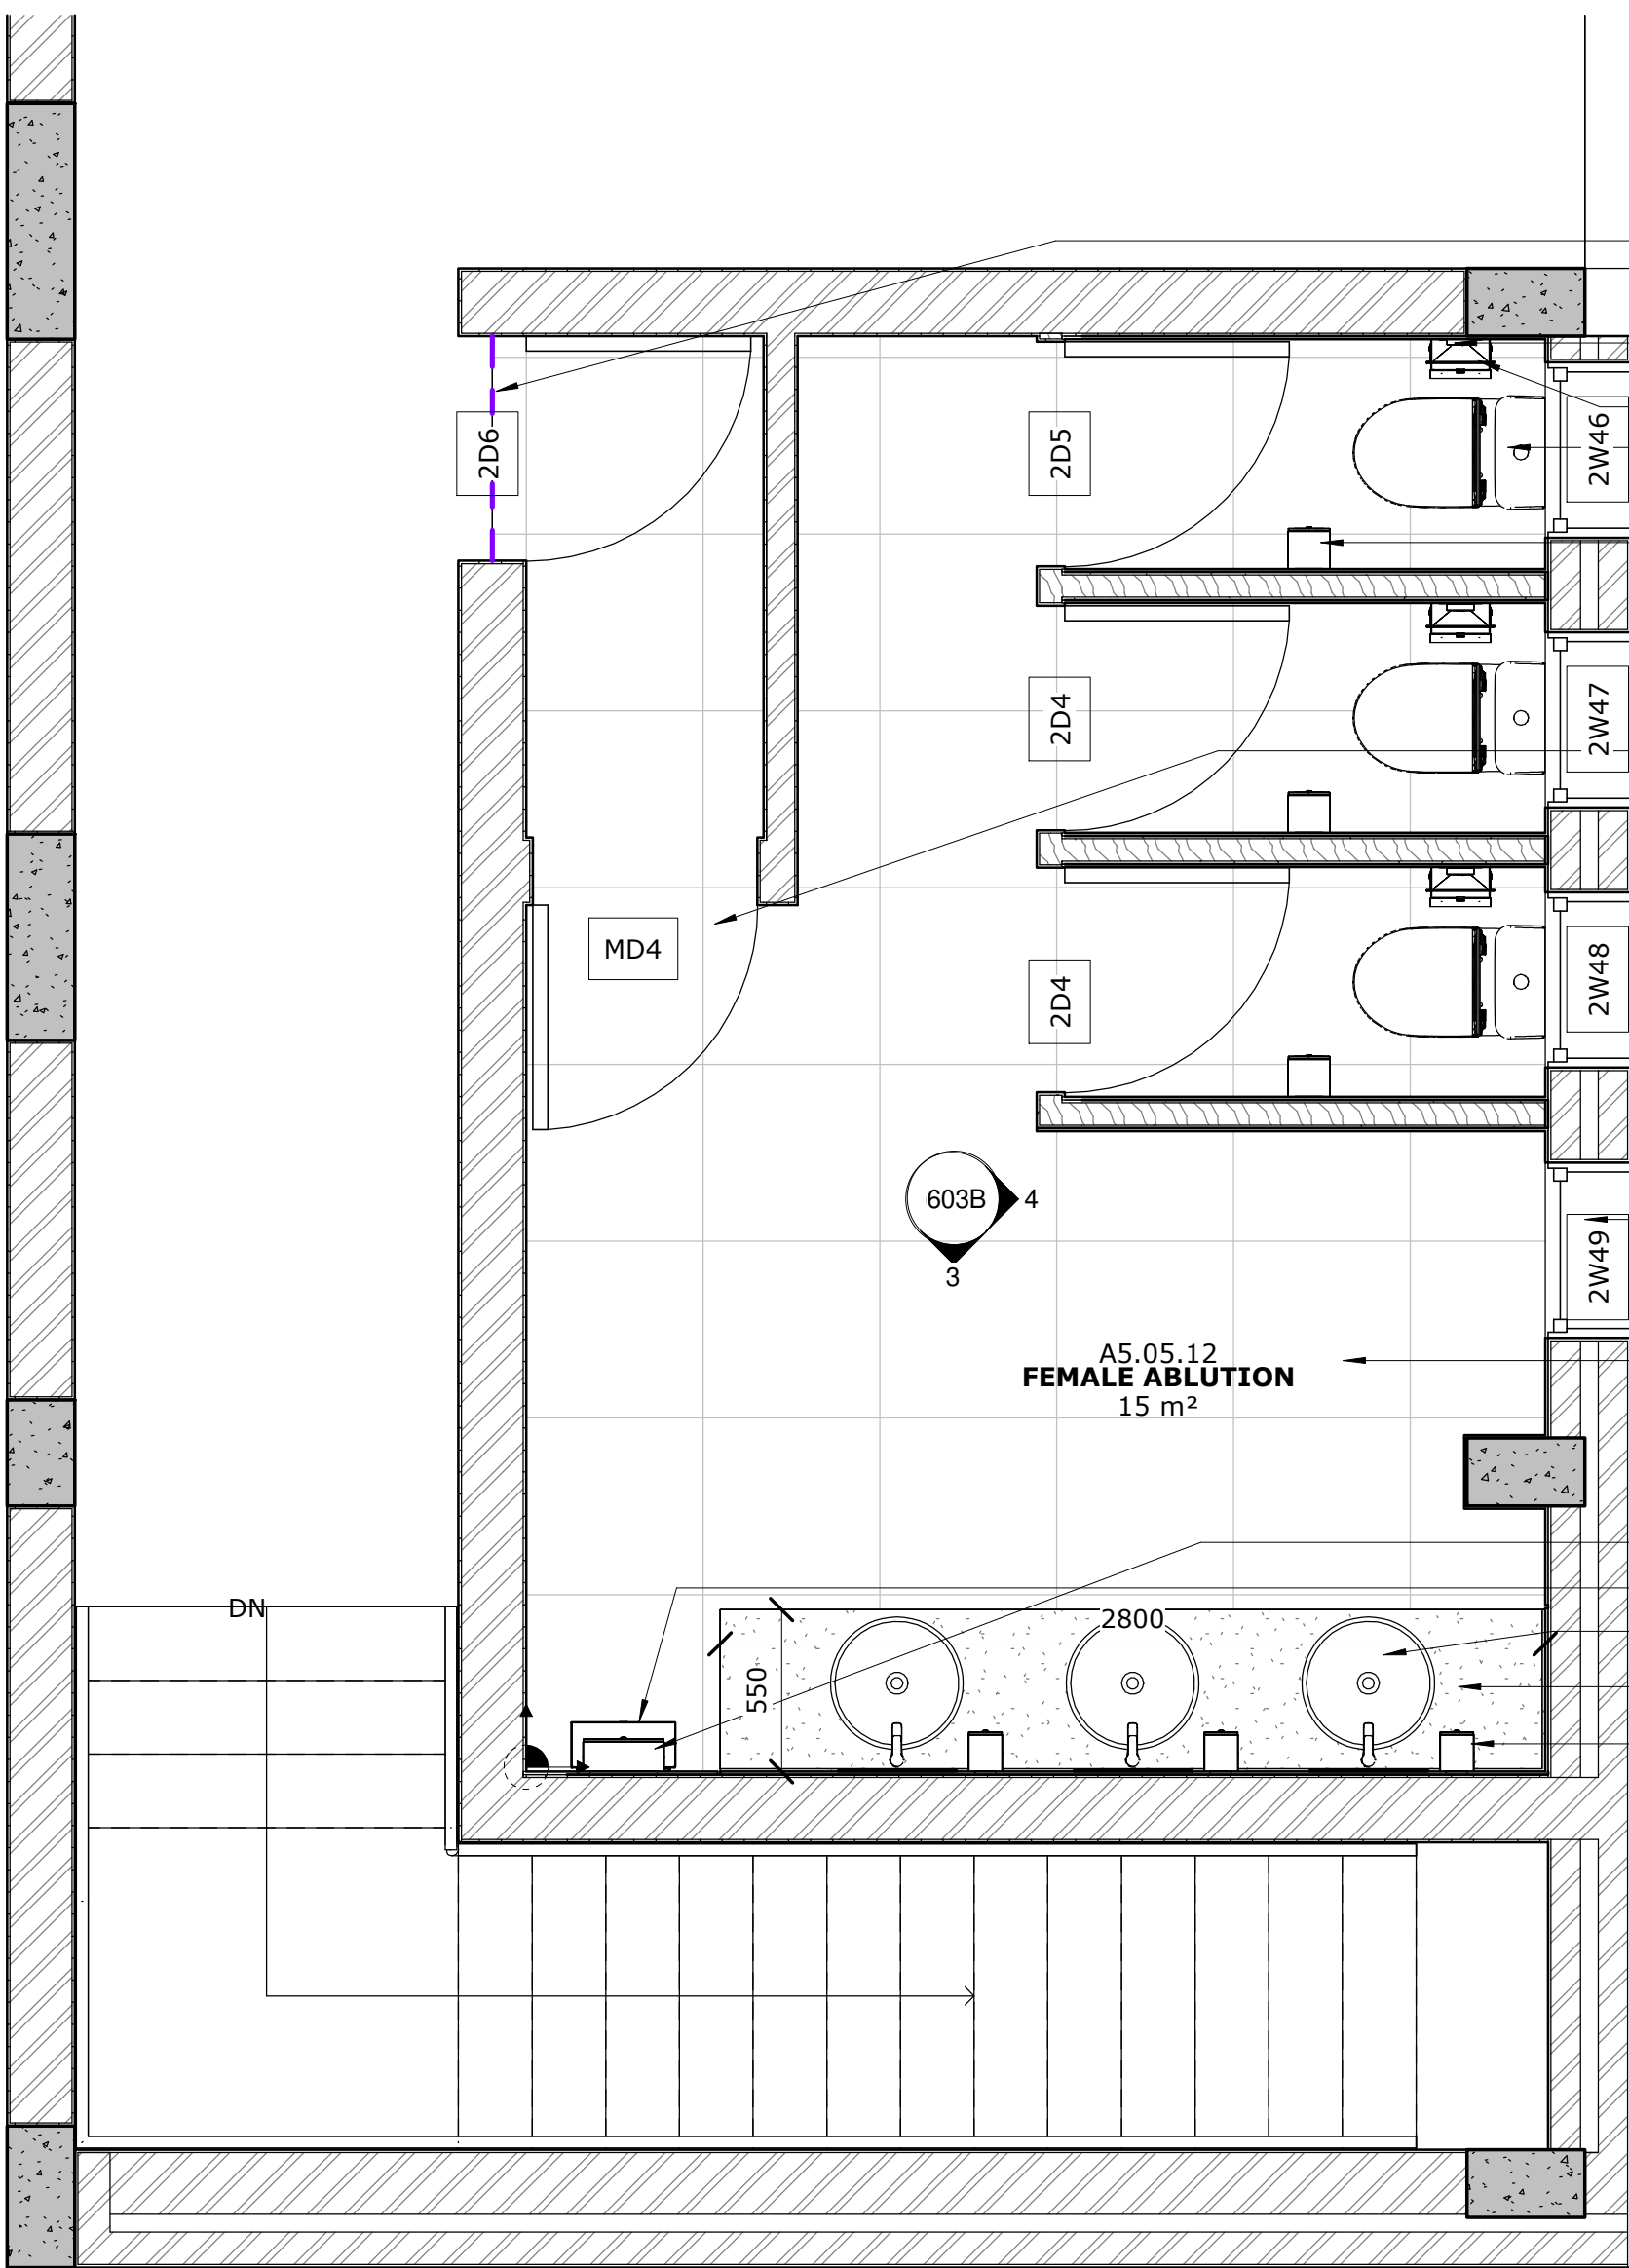 2D6
2D5
2W46
2D4
2W47
MD4
2D4
2W48
603B
4
3
2W49
A5.05.12
FEMALE ABLUTION
15 m²
DN
2800
550